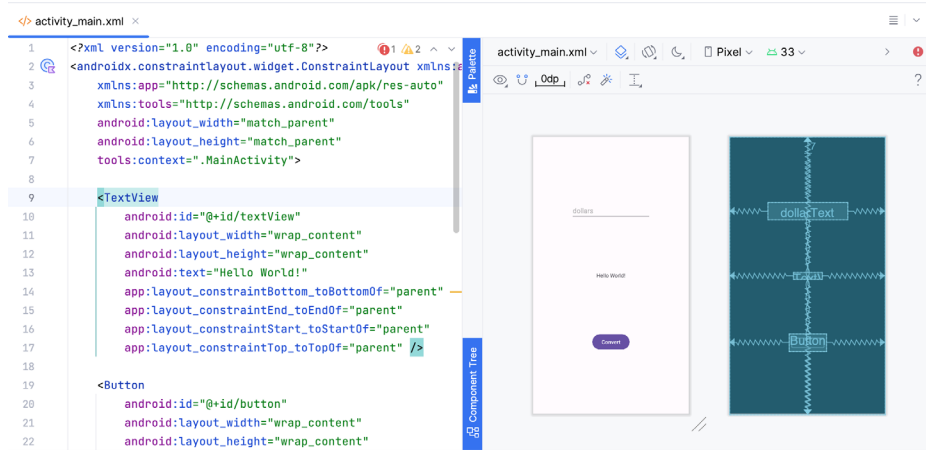 activity_main.xml
1 <?xml version="1.0" encoding="utf-8"?> 1 2
2 <androidx.constraintlayout.widget.ConstraintLayout xmlns:a
3 xmlns:app="http://schemas.android.com/apk/res-auto"
4 xmlns:tools="http://schemas.android.com/tools"
5 android:layout_width="match_parent"
6 android:layout_height="match_parent"
7 tools:context=".MainActivity">
8
9 <TextView
10 android:id="@+id/textView"
11 android:layout_width="wrap_content"
12 android:layout_height="wrap_content"
13 android:text="Hello World!"
14 app:layout_constraintBottom_toBottomOf="parent"
15 app:layout_constraintEnd_toEndOf="parent"
16 app:layout_constraintStart_toStartOf="parent"
17 app:layout_constraintTop_toTopOf="parent" />
18
19 <Button
20 android:id="@+id/button"
21 android:layout_width="wrap_content"
22 android:layout_height="wrap_content"
Palette
Component Tree
activity_main.xml Pixel 33
0dp ?
dollars
Hello World!
Convert
dollarText
Button